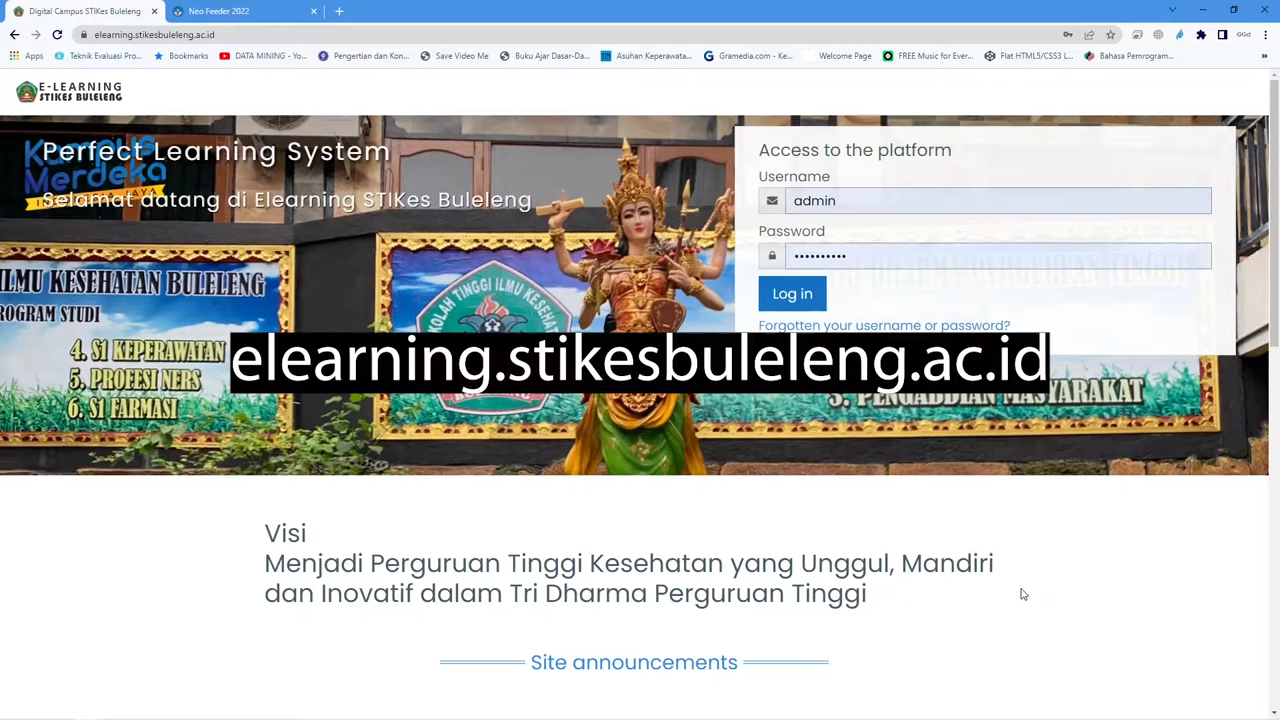 Digital Campus STIKes Buleleng
Neo Feeder 2022
elearning.stikesbuleleng.ac.id
GGd
Apps
Teknik Evaluasi Pro...
Bookmarks
DATA MINING - Yo...
Pengertian dan Kon...
Save Video Me
Buku Ajar Dasar-Da...
Asuhan Keperawata...
Gramedia.com - Ke...
Welcome Page
FREE Music for Ever...
Flat HTML5/CSS3 L...
Bahasa Pemrogram...
E-LEARNING
STIKES BULELENG
Kampus
Merdeka
Perfect Learning System
Selamat datang di Elearning STIKes Buleleng
Access to the platform
Username
admin
Password
••••••••••
Log in
Forgotten your username or password?
ILMU KESEHATAN BULELENG
PROGRAM STUDI
4. S1 KEPERAWATAN
5. PROFESI NERS
6. S1 FARMASI
3. PENGABDIAN MASYARAKAT
elearning.stikesbuleleng.ac.id
Visi
Menjadi Perguruan Tinggi Kesehatan yang Unggul, Mandiri
dan Inovatif dalam Tri Dharma Perguruan Tinggi
Site announcements